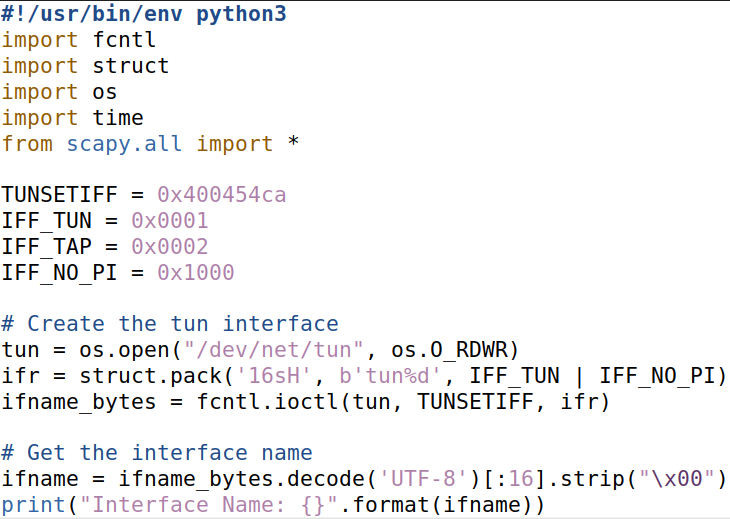 #!/usr/bin/env python3
import fcntl
import struct
import os
import time
from scapy.all import *
TUNSETIFF = 0x400454ca
IFF_TUN = 0x0001
IFF_TAP = 0x0002
IFF_NO_PI = 0x1000
# Create the tun interface
tun = os.open("/dev/net/tun", os.O_RDWR)
ifr = struct.pack('16sH', b'tun%d', IFF_TUN | IFF_NO_PI)
ifname_bytes = fcntl.ioctl(tun, TUNSETIFF, ifr)
# Get the interface name
ifname = ifname_bytes.decode('UTF-8')[:16].strip("\x00")
print("Interface Name: {}".format(ifname))